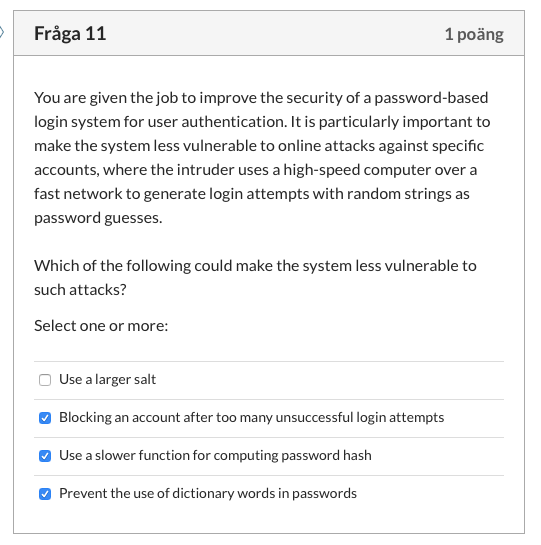 Fråga 11
1 poäng
You are given the job to improve the security of a password-based
login system for user authentication. It is particularly important to
make the system less vulnerable to online attacks against specific
accounts, where the intruder uses a high-speed computer over a
fast network to generate login attempts with random strings as
password guesses.
Which of the following could make the system less vulnerable to
such attacks?
Select one or more:
Use a larger salt
Blocking an account after too many unsuccessful login attempts
Use a slower function for computing password hash
Prevent the use of dictionary words in passwords